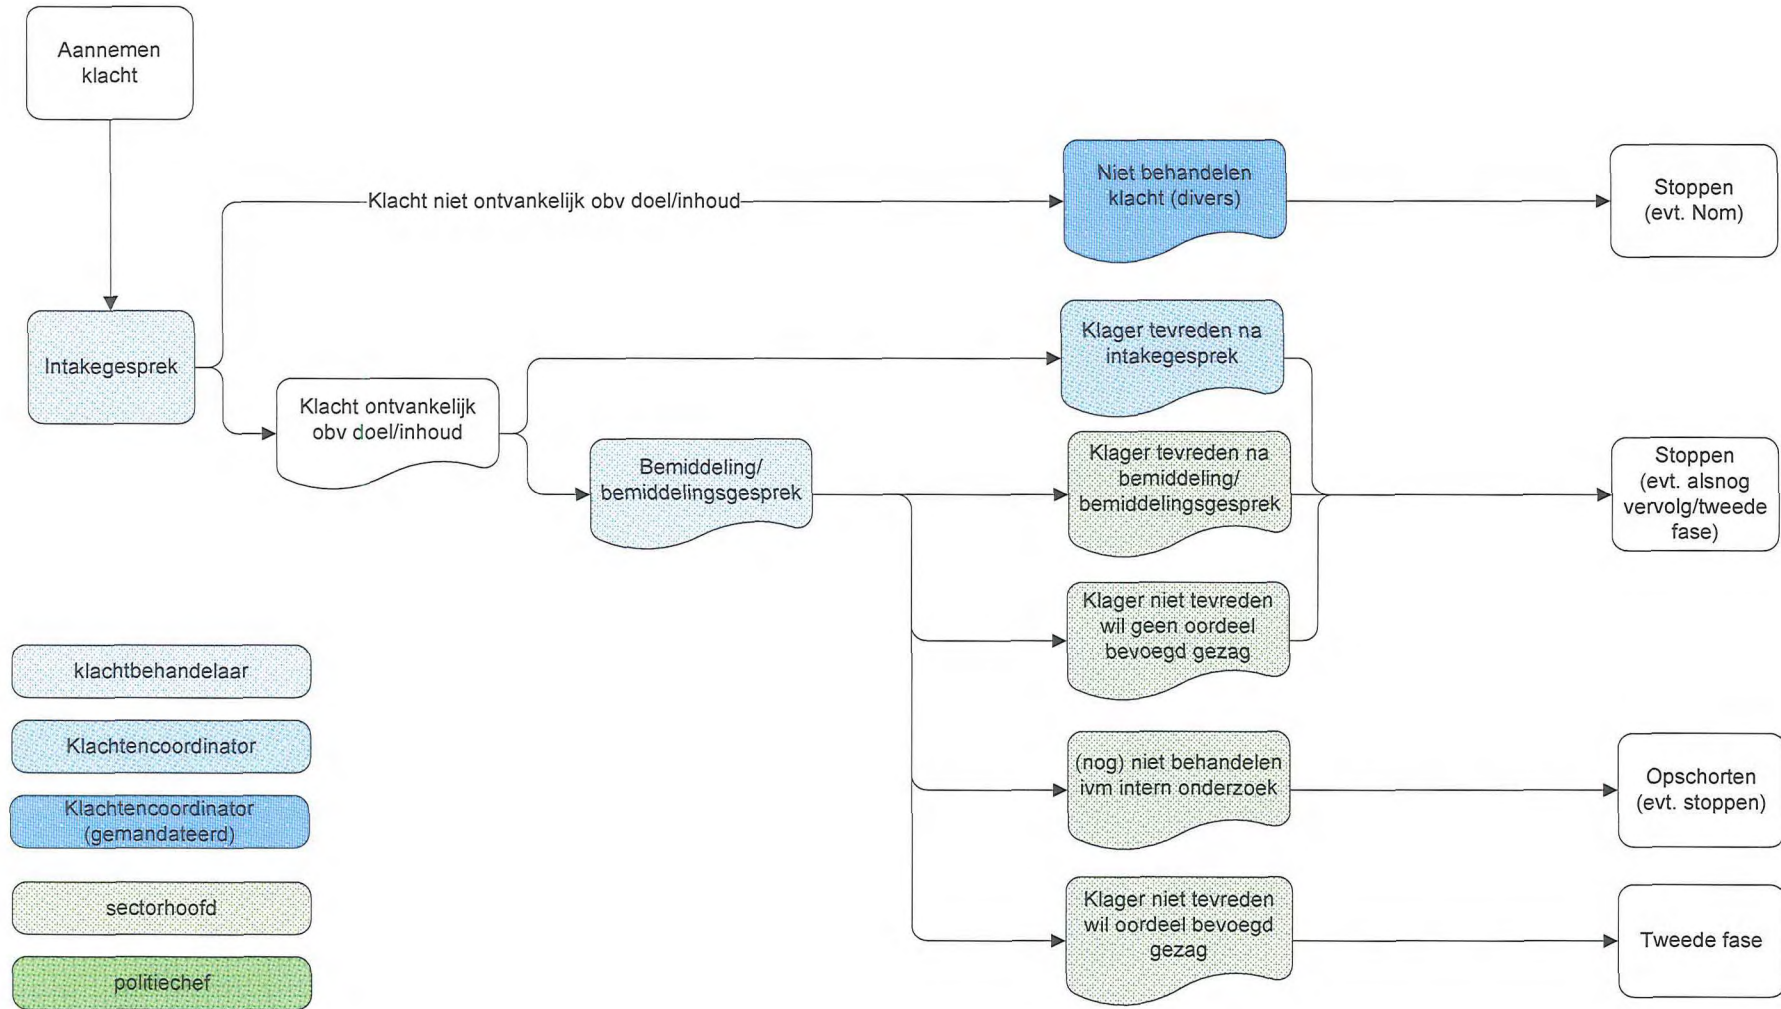 Aannemen
klacht
Klacht niet ontvankelijk obv doel/inhoud
Niet behandelen
klacht (divers)
Stoppen
(evt. Nom)
Intakegesprek
Klacht ontvankelijk
obv doel/inhoud
Klager tevreden na
intakegesprek
Bemiddeling/
bemiddelingsgesprek
Klager tevreden na
bemiddeling/
bemiddelingsgesprek
Stoppen
(evt. alsnog
vervolg/tweede
fase)
Klager niet tevreden
wil geen oordeel
bevoegd gezag
(nog) niet behandelen
ivm intern onderzoek
Opschorten
(evt. stoppen)
Klager niet tevreden
wil oordeel bevoegd
gezag
Tweede fase
klachtbehandelaar
Klachtencoordinator
Klachtencoordinator
(gemandateerd)
sectorhoofd
politiechef